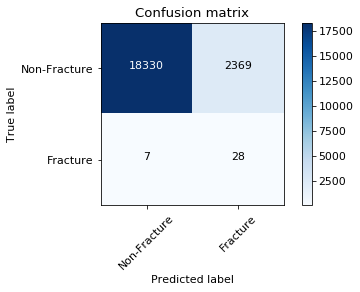 Confusion matrix
True label
Non-Fracture
18330
2369
Fracture
7
28
Non-Fracture
Fracture
Predicted label
17500
15000
12500
10000
7500
5000
2500